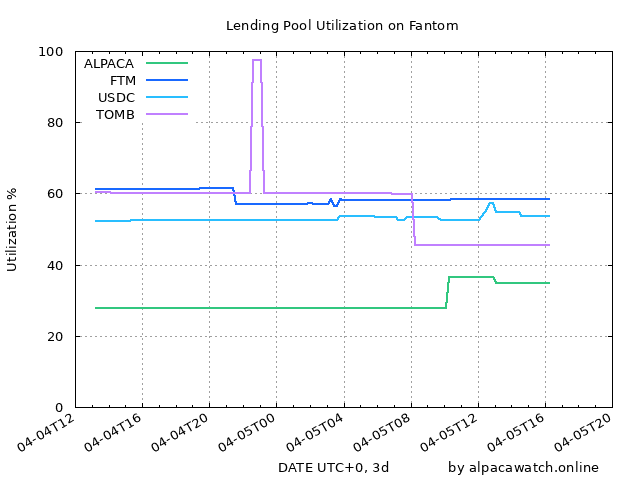 Lending Pool Utilization on Fantom
Utilization %
100
80
60
40
20
0
ALPACA
FTM
USDC
TOMB
04-04T12
04-04T16
04-04T20
04-05T00
04-05T04
04-05T08
04-05T12
04-05T16
04-05T20
DATE UTC+0, 3d
by alpacawatch.online